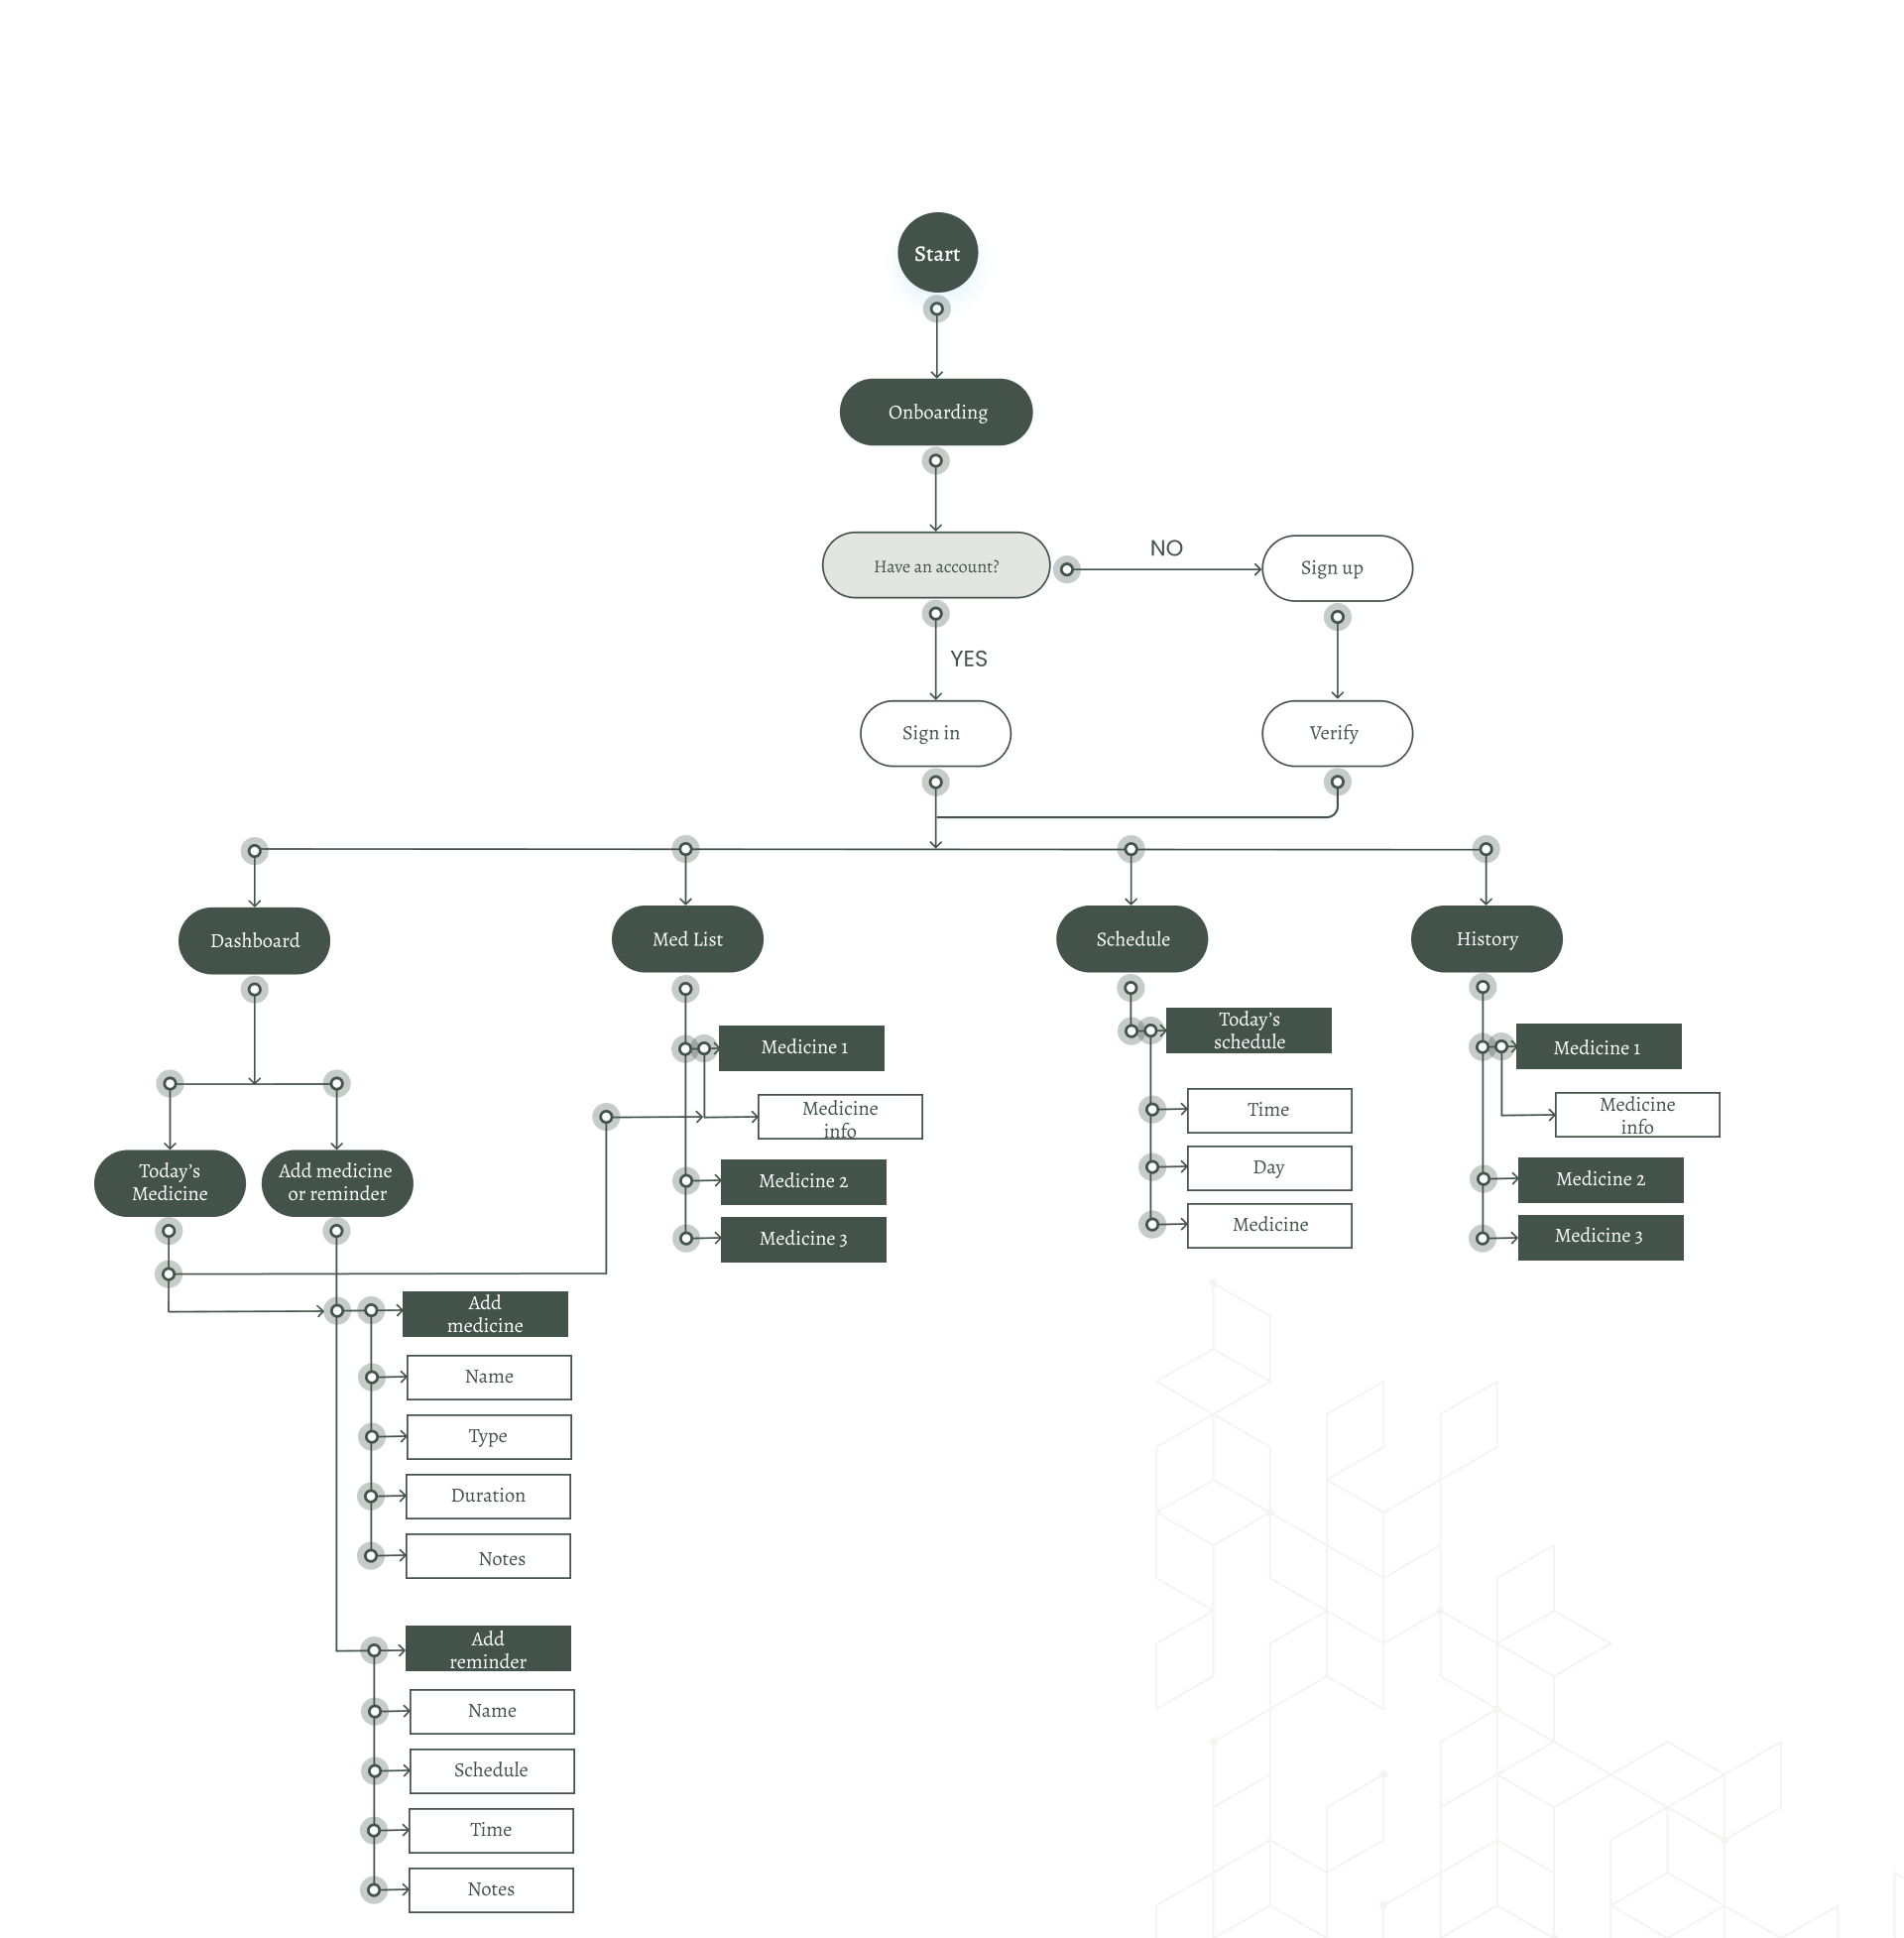 Start
Onboarding
Have an account?
NO
Sign up
YES
Sign in
Verify
Dashboard
Med List
Schedule
History
Today’s
Medicine
Add medicine
or reminder
Medicine 1
Medicine
info
Medicine 2
Medicine 3
Today’s
schedule
Time
Day
Medicine
Medicine 1
Medicine
info
Medicine 2
Medicine 3
Add
medicine
Name
Type
Duration
Notes
Add
reminder
Name
Schedule
Time
Notes